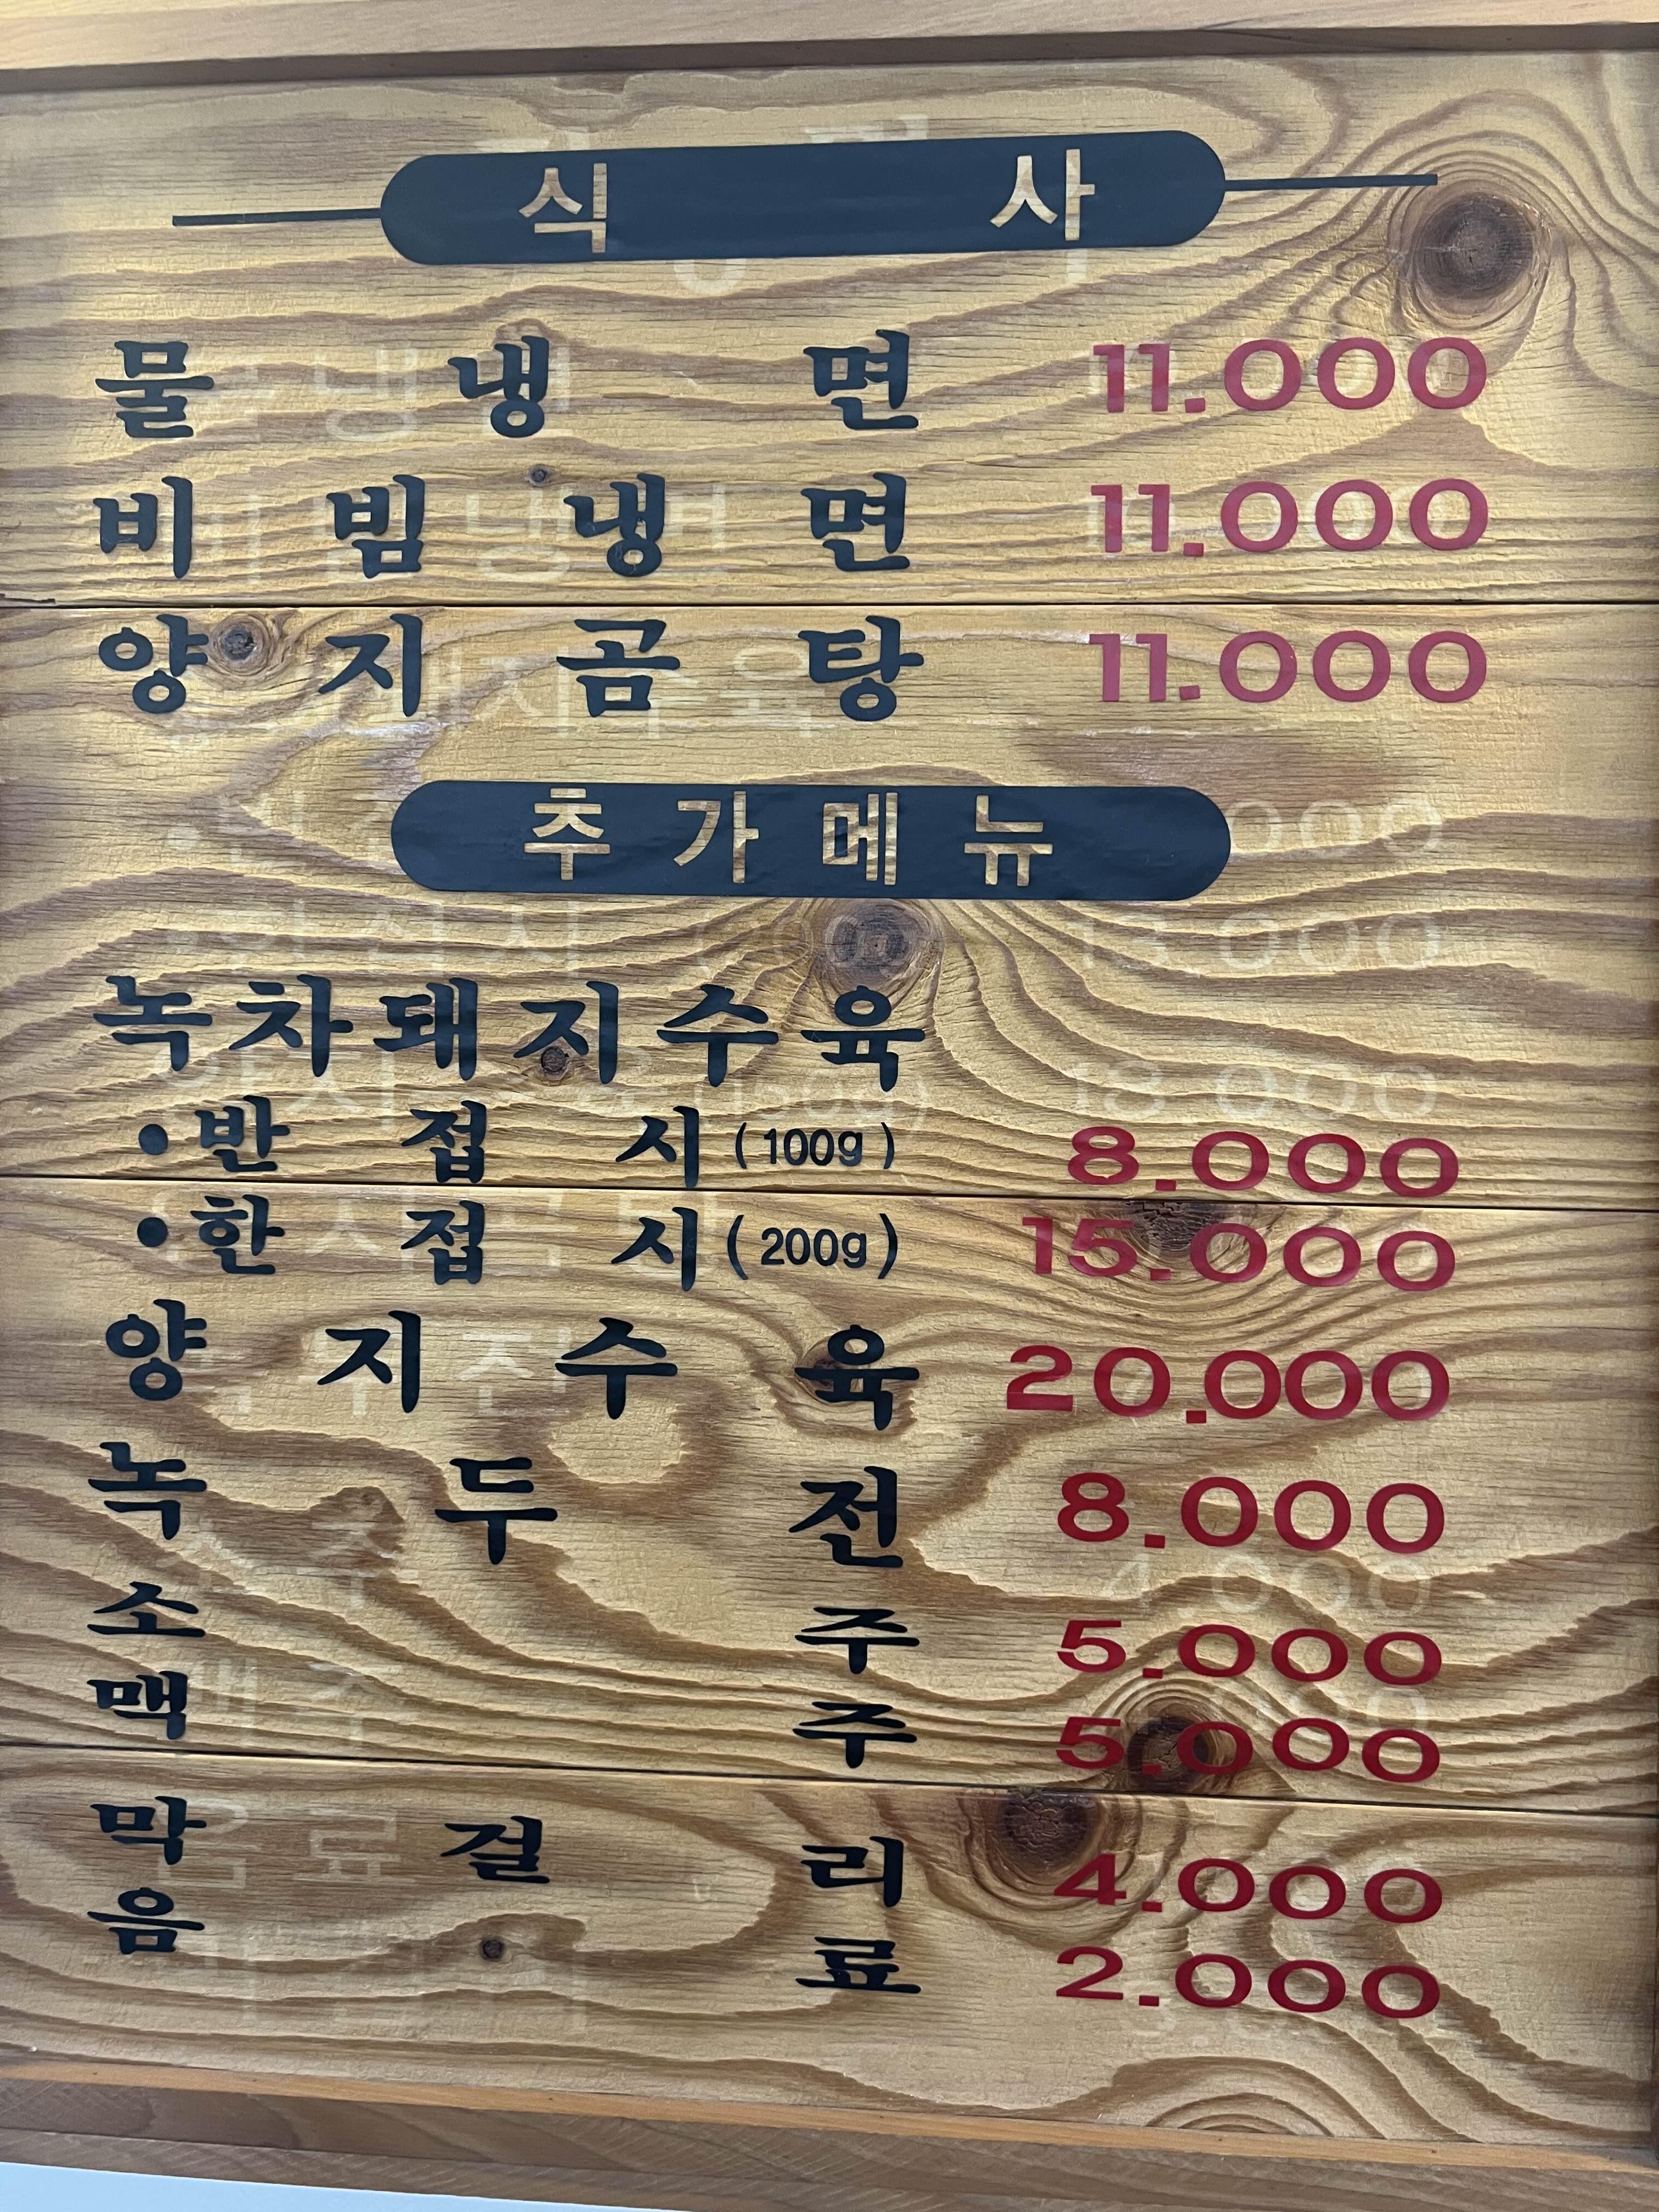 식 사
물 냉 면 11.000
비 빔 냉 면 11.000
양 지 곰 탕 11.000
추 가 메 뉴
녹차돼지수육
•반 접 시 (100g) 8.000
•한 접 시 (200g) 15.000
양 지 수 육 20.000
녹 두 전 8.000
소 주 5.000
맥 주 5.000
막 걸 리 4.000
음 료 2.000